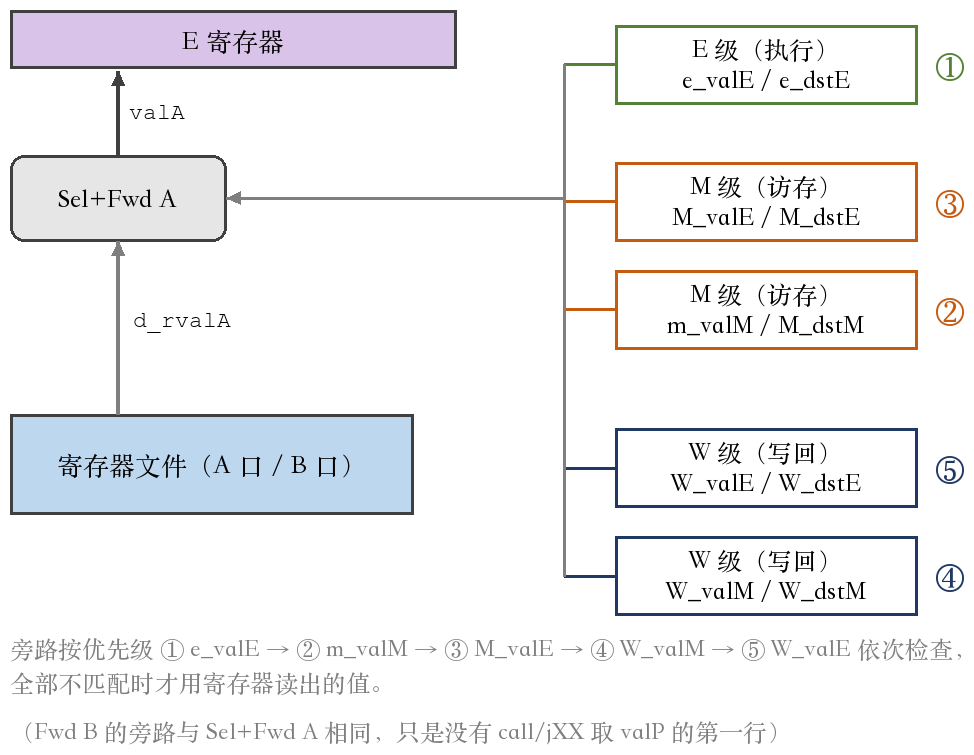 E 寄存器
E 级（执行）
e_valE / e_dstE
①
valA
Sel+Fwd A
M 级（访存）
M_valE / M_dstE
③
d_rvalA
M 级（访存）
m_valM / M_dstM
②
寄存器文件（A 口 / B 口）
W 级（写回）
W_valE / W_dstE
⑤
W 级（写回）
W_valM / W_dstM
④
旁路按优先级 ① e_valE → ② m_valM → ③ M_valE → ④ W_valM → ⑤ W_valE 依次检查，
全部不匹配时才用寄存器读出的值。
（Fwd B 的旁路与 Sel+Fwd A 相同，只是没有 call/jXX 取 valP 的第一行）